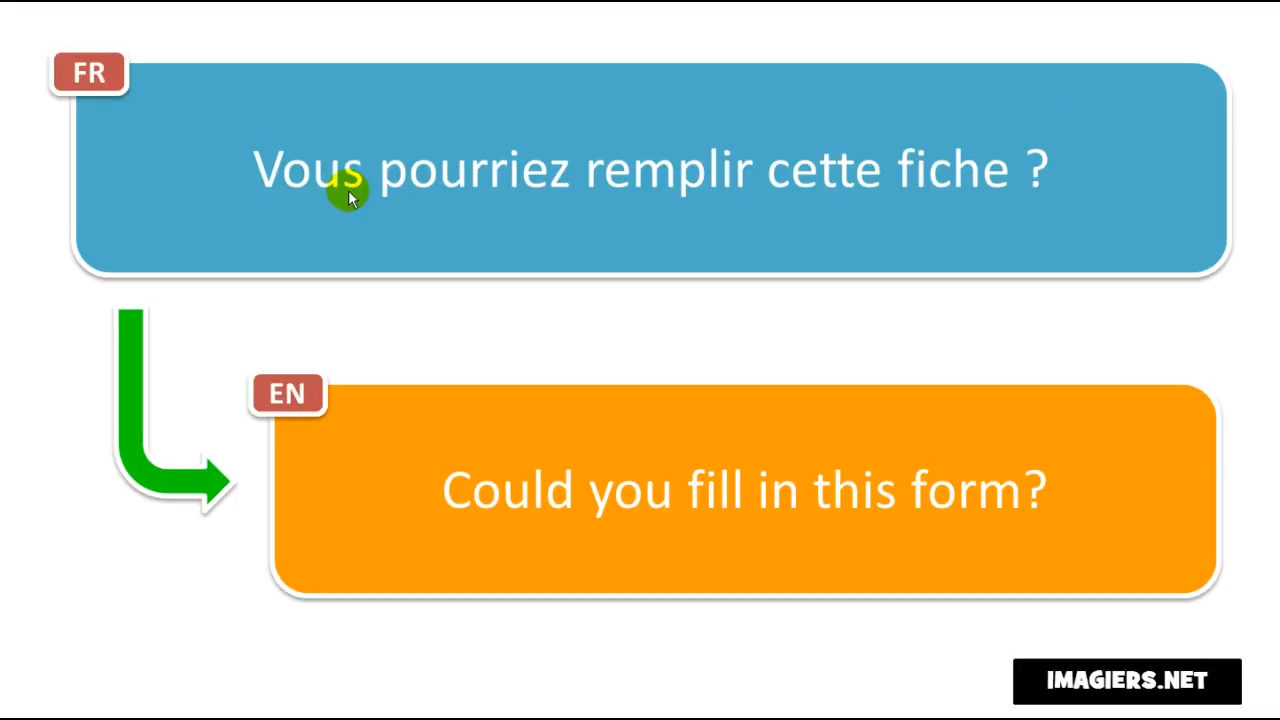 FR
Vous pourriez remplir cette fiche ?
EN
Could you fill in this form?
IMAGIERS.NET